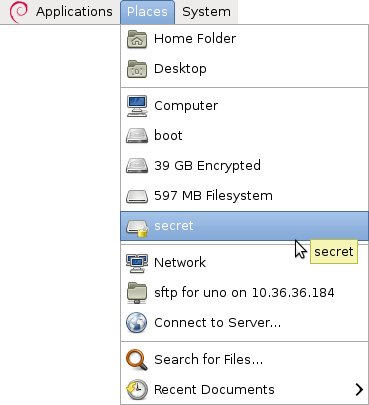 Applications Places System
Home Folder
Desktop
Computer
boot
39 GB Encrypted
597 MB Filesystem
secret
secret
Network
sftp for uno on 10.36.36.184
Connect to Server...
Search for Files...
Recent Documents